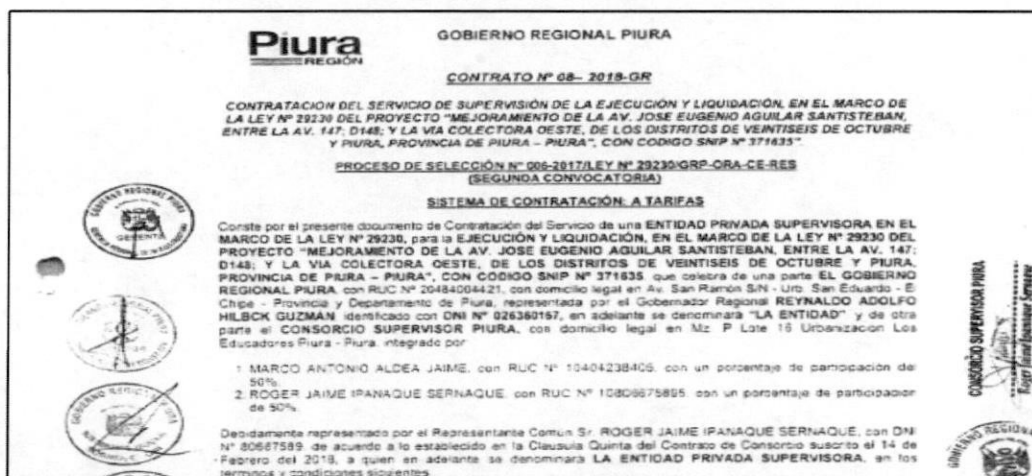 Piura
REGIÓN
GOBIERNO REGIONAL PIURA
CONTRATO Nº 08– 2018-GR
CONTRATACION DEL SERVICIO DE SUPERVISIÓN DE LA EJECUCIÓN Y LIQUIDACIÓN, EN EL MARCO DE
LA LEY Nº 29230 DEL PROYECTO "MEJORAMIENTO DE LA AV. JOSE EUGENIO AGUILAR SANTISTEBAN,
ENTRE LA AV. 147; D148; Y LA VIA COLECTORA OESTE, DE LOS DISTRITOS DE VEINTISEIS DE OCTUBRE
Y PIURA, PROVINCIA DE PIURA – PIURA", CON CODIGO SNIP Nº 371635".
PROCESO DE SELECCIÓN Nº 006-2017/LEY Nº 29230/GRP-ORA-CE-RES
(SEGUNDA CONVOCATORIA)
SISTEMA DE CONTRATACIÓN: A TARIFAS
Conste por el presente documento de Contratación del Servicio de una ENTIDAD PRIVADA SUPERVISORA EN EL
MARCO DE LA LEY Nº 29230, para la EJECUCIÓN Y LIQUIDACIÓN, EN EL MARCO DE LA LEY Nº 29230 DEL
PROYECTO "MEJORAMIENTO DE LA AV. JOSE EUGENIO AGUILAR SANTISTEBAN, ENTRE LA AV. 147;
D148; Y LA VIA COLECTORA OESTE, DE LOS DISTRITOS DE VEINTISEIS DE OCTUBRE Y PIURA,
PROVINCIA DE PIURA – PIURA", CON CODIGO SNIP Nº 371635, que celebra de una parte EL GOBIERNO
REGIONAL PIURA, con RUC Nº 20484004421, con domicilio legal en Av. San Ramón S/N - Urb. San Eduardo - El
Chipe - Provincia y Departamento de Piura, representada por el Gobernador Regional REYNALDO ADOLFO
HILBCK GUZMAN, identificado con DNI Nº 026360157, en adelante se denominará "LA ENTIDAD" y de otra
parte el CONSORCIO SUPERVISOR PIURA, con domicilio legal en Mz. P Lote 16 Urbanización Los
Educadores Piura - Piura, integrado por
1. MARCO ANTONIO ALDEA JAIME, con RUC Nº 10404238405, con un porcentaje de participación del
50%.
2. ROGER JAIME IPANAQUE SERNAQUE, con RUC Nº 10806675895, con un porcentaje de participación
de 50%.
Debidamente representado por el Representante Común Sr. ROGER JAIME IPANAQUE SERNAQUE, con DNI
Nº 80667589, de acuerdo a lo establecido en la Clausula Quinta del Contrato de Consorcio suscrito el 14 de
Febrero del 2018, a quien en adelante se denominará LA ENTIDAD PRIVADA SUPERVISORA, en los
términos y condiciones siguientes
GOBIERNO REGIONAL PIURA
GERENTE
CONSORCIO SUPERVISOR PIURA